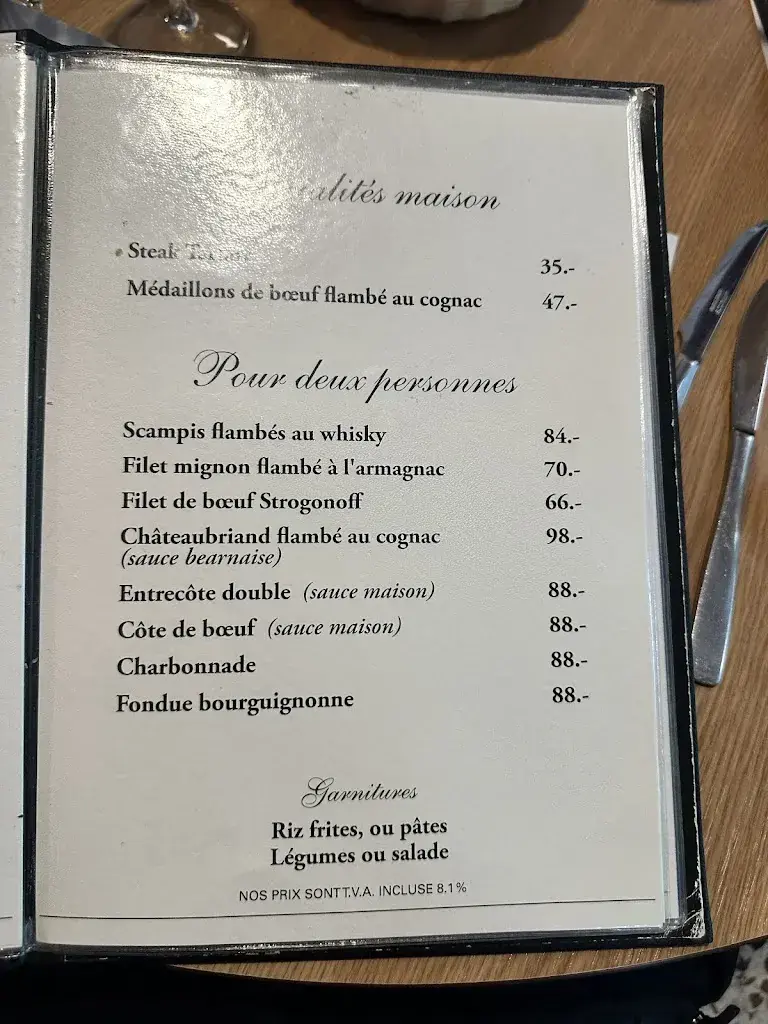 maison
Steak
35.-
Médaillons de bœuf flambé au cognac 47.-
Pour deux personnes
Scampis flambés au whisky 84.-
Filet mignon flambé à l'armagnac 70.-
Filet de bœuf Strogonoff 66.-
Châteaubriand flambé au cognac 98.-
(sauce bearnaise)
Entrecôte double (sauce maison) 88.-
Côte de bœuf (sauce maison) 88.-
Charbonnade 88.-
Fondue bourguignonne 88.-
Garnitures
Riz frites, ou pâtes
Légumes ou salade
NOS PRIX SONT T.V.A. INCLUSE 8.1%